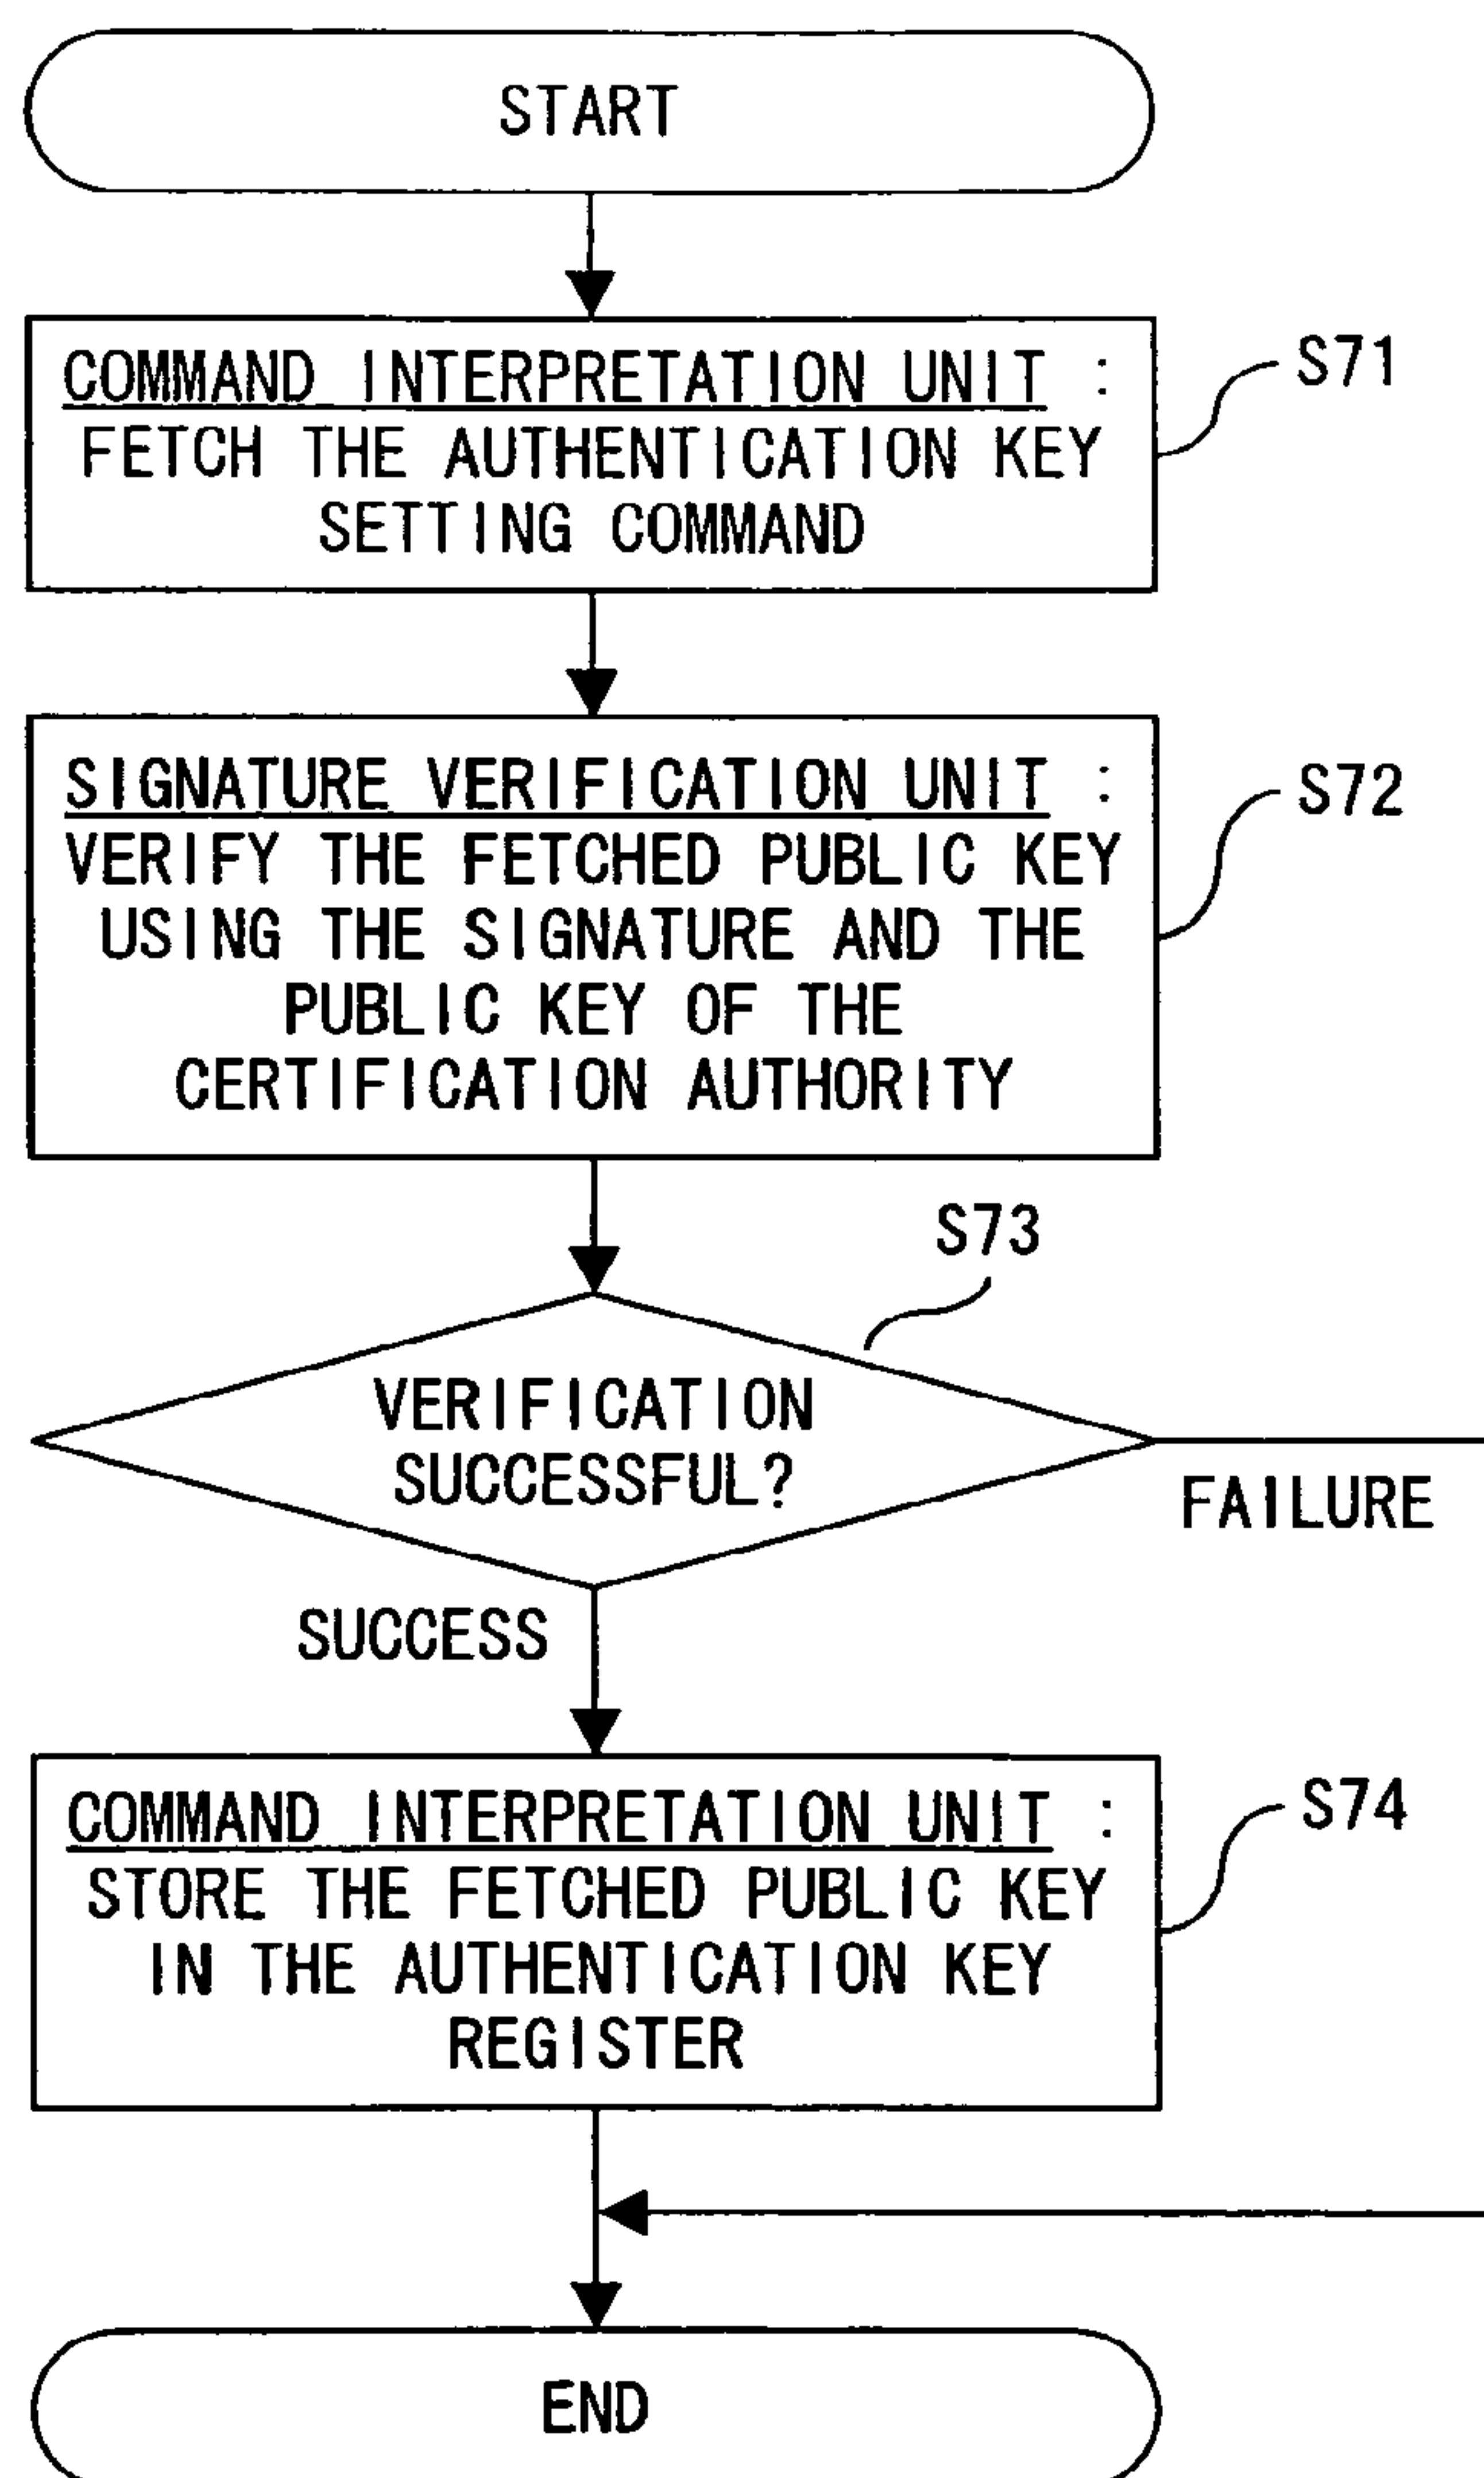 START
COMMAND INTERPRETATION UNIT :
FETCH THE AUTHENTICATION KEY
SETTING COMMAND
S71
SIGNATURE VERIFICATION UNIT :
VERIFY THE FETCHED PUBLIC KEY
USING THE SIGNATURE AND THE
PUBLIC KEY OF THE
CERTIFICATION AUTHORITY
S72
S73
VERIFICATION
SUCCESSFUL?
FAILURE
SUCCESS
COMMAND INTERPRETATION UNIT :
STORE THE FETCHED PUBLIC KEY
IN THE AUTHENTICATION KEY
REGISTER
S74
END